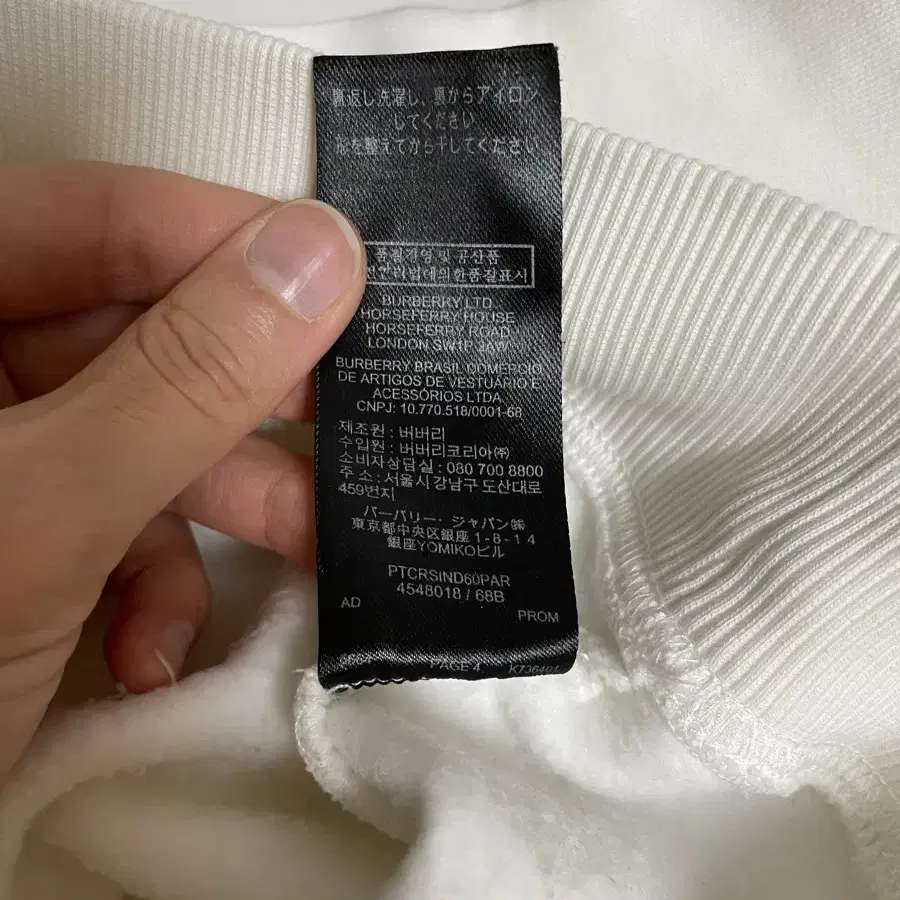 裏返し洗濯し、裏からアイロン
してください
形を整えてから干してください
품질경영 및 공산품
안전관리법에의한품질표시
BURBERRY LTD.
HORSEFERRY HOUSE
HORSEFERRY ROAD
LONDON SW1P 2AW
BURBERRY BRASIL COMERCIO
DE ARTIGOS DE VESTUÁRIO E
ACESSÓRIOS LTDA
CNPJ: 10.770.518/0001-68
제조원 : 버버리
수입원 : 버버리코리아㈜
소비자상담실 : 080 700 8800
주 소 : 서울시 강남구 도산대로
459번지
バーバリー・ジャパン㈱
東京都中央区銀座1-8-14
銀座YOMIKOビル
PTCRSIND60PAR
4548018 / 68B
AD
PROM
PAGE 4